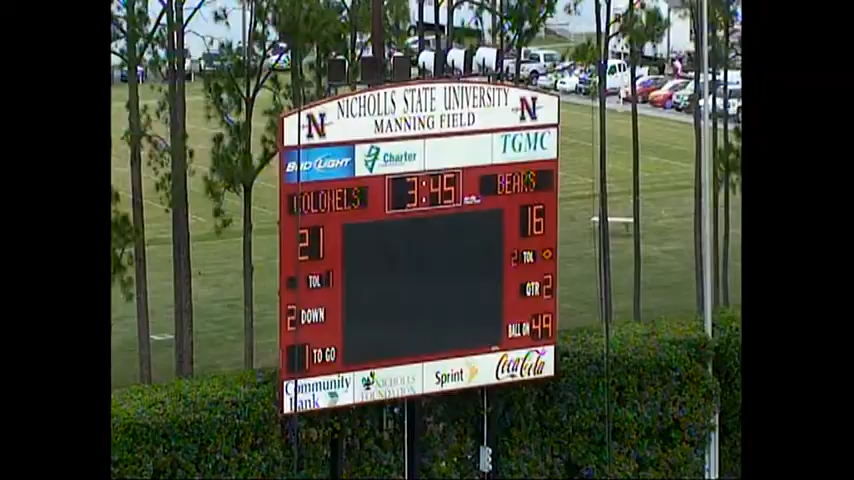 NICHOLLS STATE UNIVERSITY
MANNING FIELD
N
N
BUD LIGHT
Charter
TGMC
COLONELS
3:45
BEARS
21
16
TOL 1
2 TOL
2 DOWN
QTR 2
1 TO GO
BALL ON 49
Community Bank
NICHOLLS FOUNDATION
Sprint
Coca-Cola